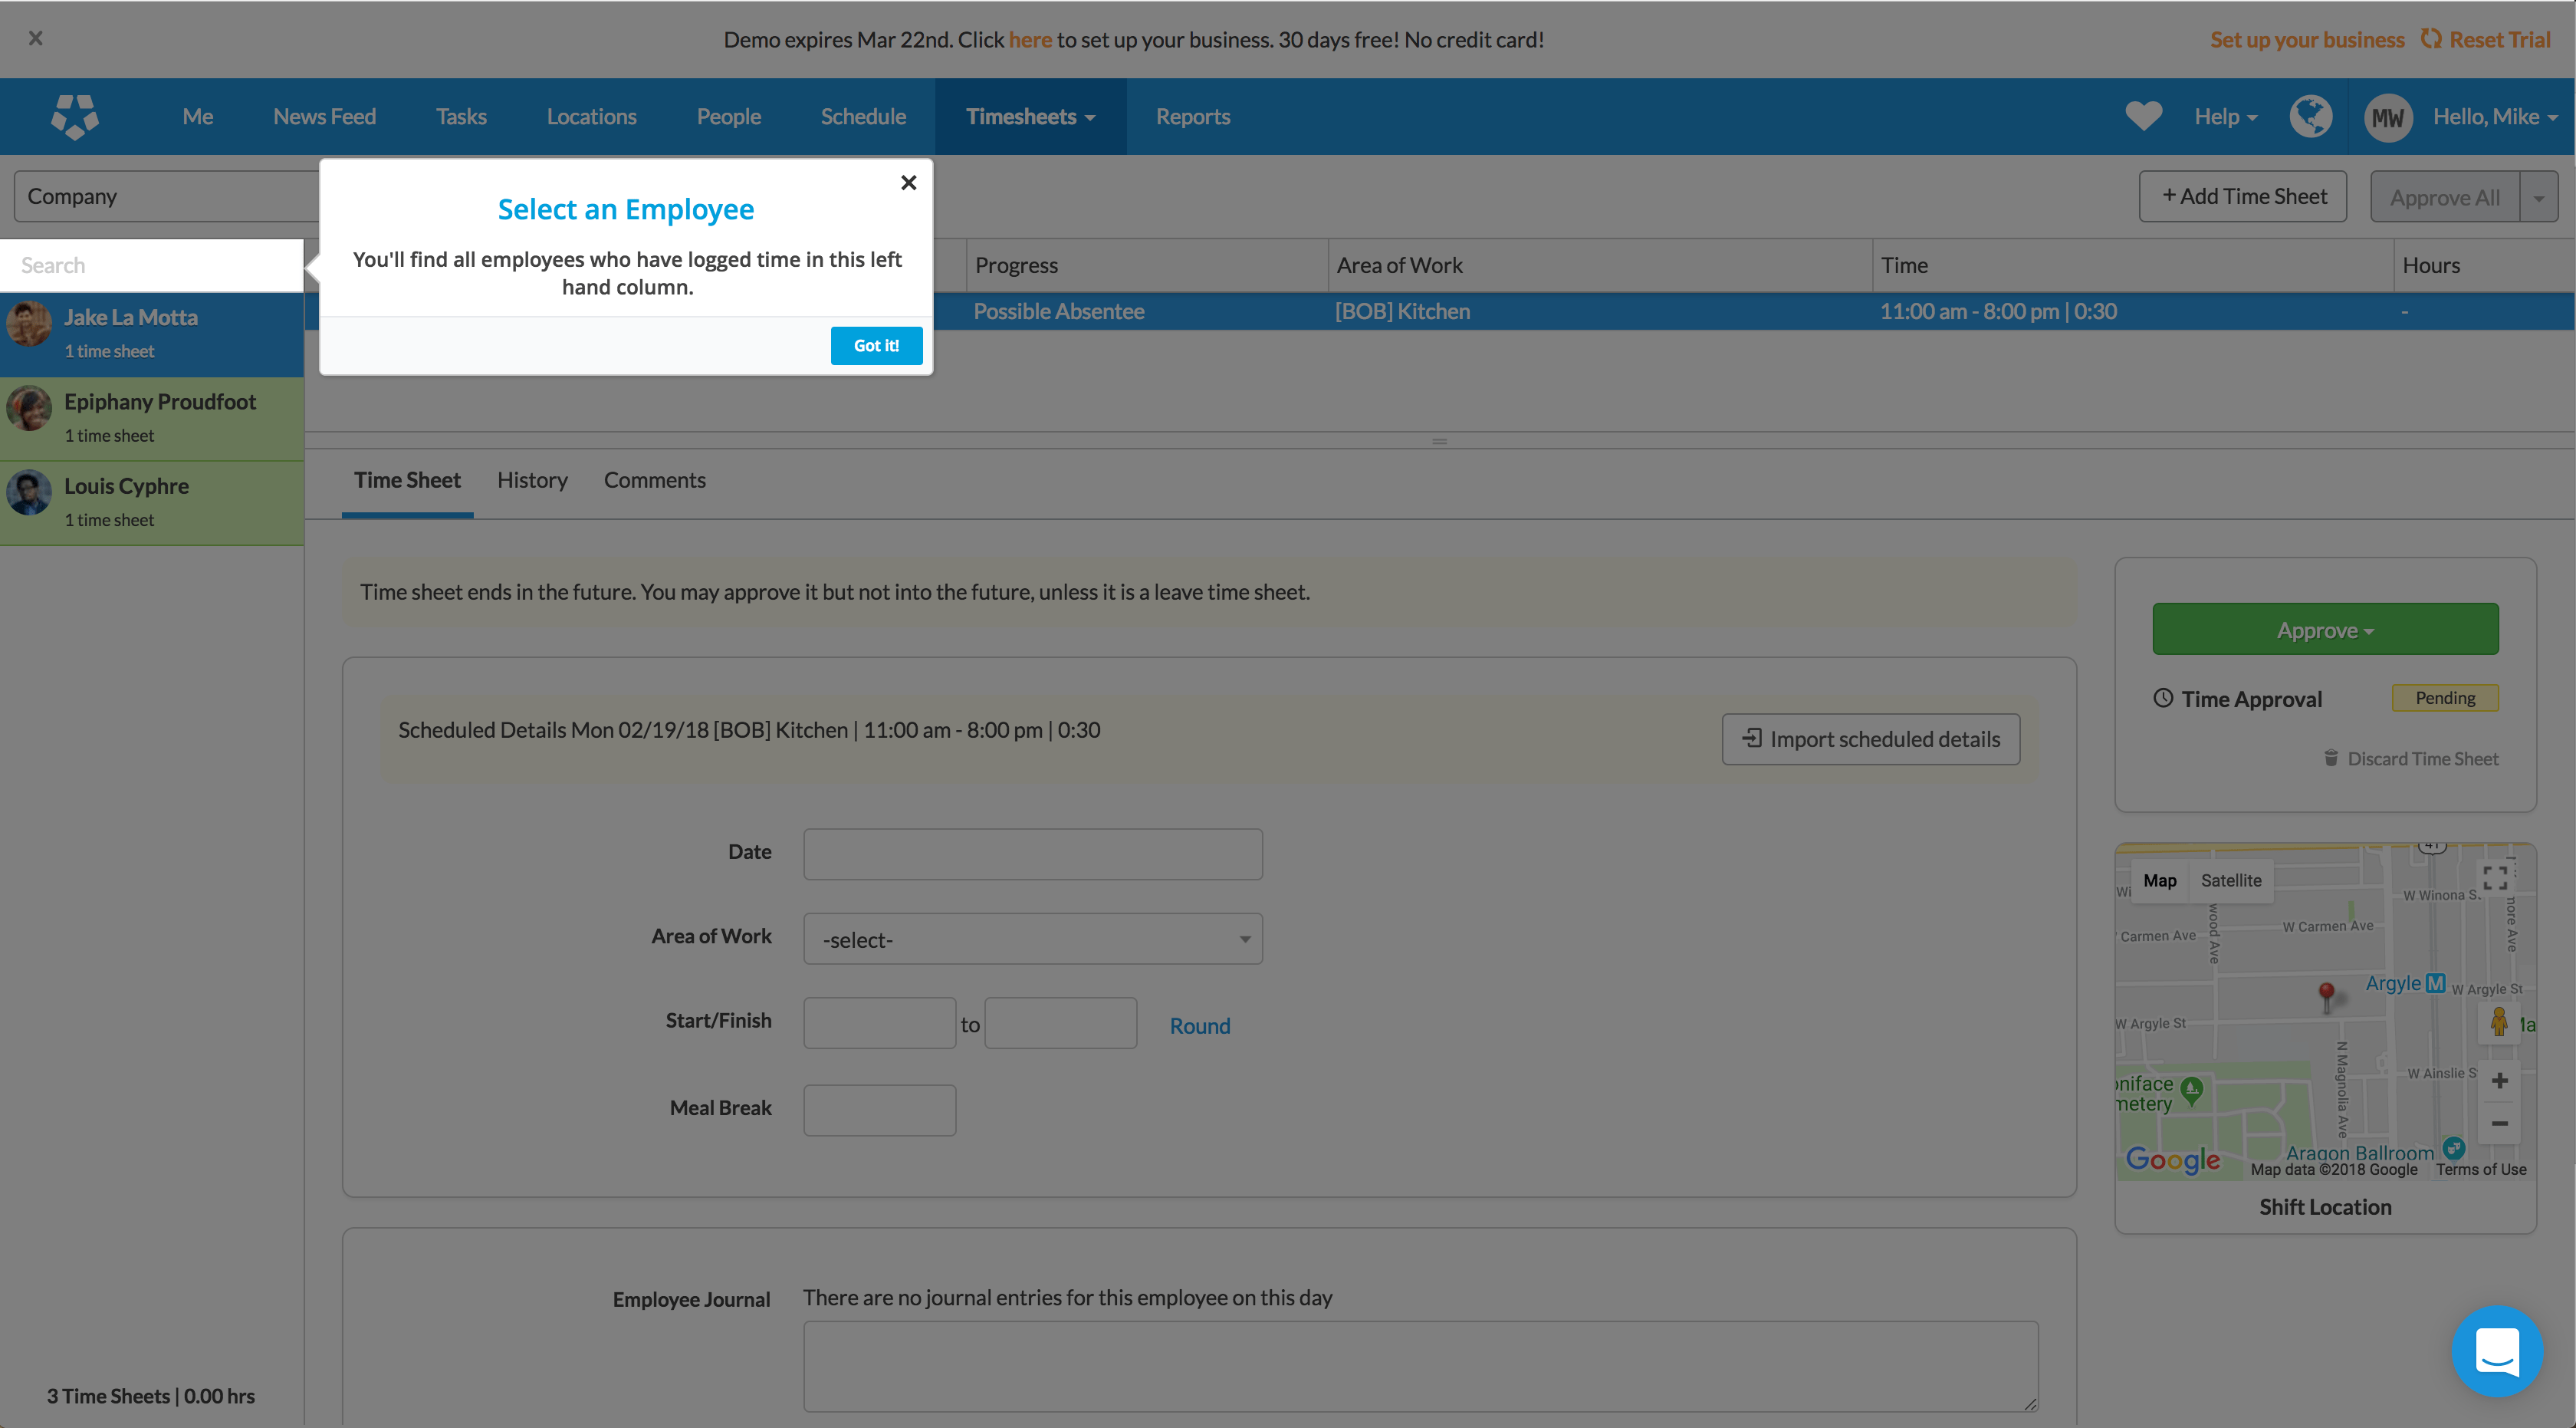 Demo expires Mar 22nd. Click here to set up your business. 30 days free! No credit card!
Set up your business Reset Trial
Me News Feed Tasks Locations People Schedule Timesheets Reports
Help
MW Hello, Mike
Company
+ Add Time Sheet
Approve All
Select an Employee
You'll find all employees who have logged time in this left
hand column.
Got it!
Search
Progress Area of Work Time Hours
Possible Absentee [BOB] Kitchen 11:00 am - 8:00 pm | 0:30 -
Jake La Motta
1 time sheet
Epiphany Proudfoot
1 time sheet
Louis Cyphre
1 time sheet
3 Time Sheets | 0.00 hrs
Time Sheet History Comments
Time sheet ends in the future. You may approve it but not into the future, unless it is a leave time sheet.
Scheduled Details Mon 02/19/18 [BOB] Kitchen | 11:00 am - 8:00 pm | 0:30
Import scheduled details
Date
Area of Work -select-
Start/Finish to Round
Meal Break
Employee Journal There are no journal entries for this employee on this day
Approve
Time Approval Pending
Discard Time Sheet
41
Map Satellite
W Winona S
wood Ave
more Ave
W Carmen Ave
Carmen Ave
Argyle M
W Argyle St
W Argyle St
N Magnolia Ave
W Ainslie S
oniface
metery
Aragon Ballroom
Google
Map data ©2018 Google Terms of Use
Shift Location